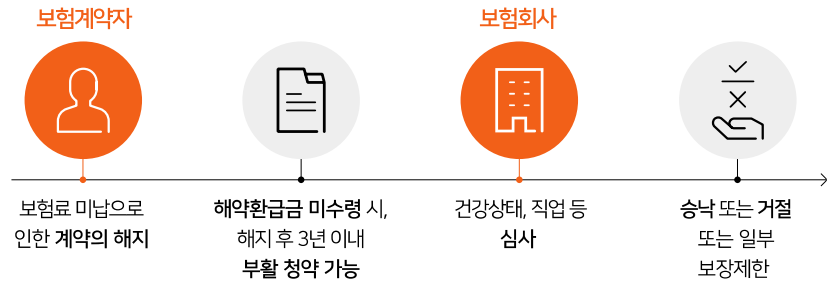 보험계약자
보험회사
보험료 미납으로
인한 계약의 해지
해약환급금 미수령 시,
해지 후 3년 이내
부활 청약 가능
건강상태, 직업 등
심사
승낙 또는 거절
또는 일부
보장제한